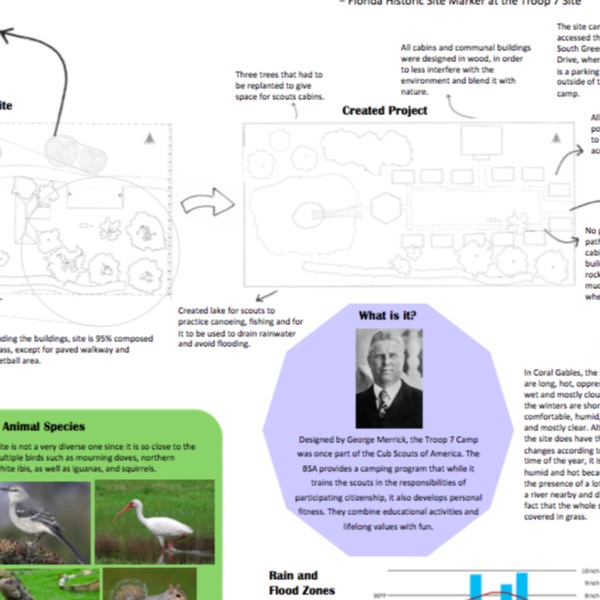 – Florida Historic Site Marker at the Troop 7 Site
The site can
accessed th
South Green
Drive, wher
is a parking
outside of t
camp.
All cabins and communal buildings
were designed in wood, in order
to less interfere with the
environment and blend it with
nature.
Three trees that had to
be replanted to give
space for scouts cabins.
ite
Created Project
All
po
to
acc
No p
path
cabi
buil
rock
muc
whe
Created lake for scouts to
practice canoeing, fishing and for
it to be used to drain rainwater
and avoid flooding.
ding the buildings, site is 95% composed
ass, except for paved walkway and
etball area.
What is it?
Designed by George Merrick, the Troop 7 Camp
was once part of the Cub Scouts of America. The
BSA provides a camping program that while it
trains the scouts in the responsibilities of
participating citizenship, it also develops personal
fitness. They combine educational activities and
lifelong values with fun.
In Coral Gables, the s
are long, hot, oppres
wet and mostly clou
the winters are short
comfortable, humid,
and mostly clear. Alt
the site does have th
changes according to
time of the year, it is
humid and hot beca
the presence of a lot
a river nearby and d
fact that the whole s
covered in grass.
Animal Species
ite is not a very diverse one since it is so close to the
ultiple birds such as mourning doves, northern
hite ibis, as well as iguanas, and squirrels.
Rain and
Flood Zones
90°F
10inch
9inch
8inch